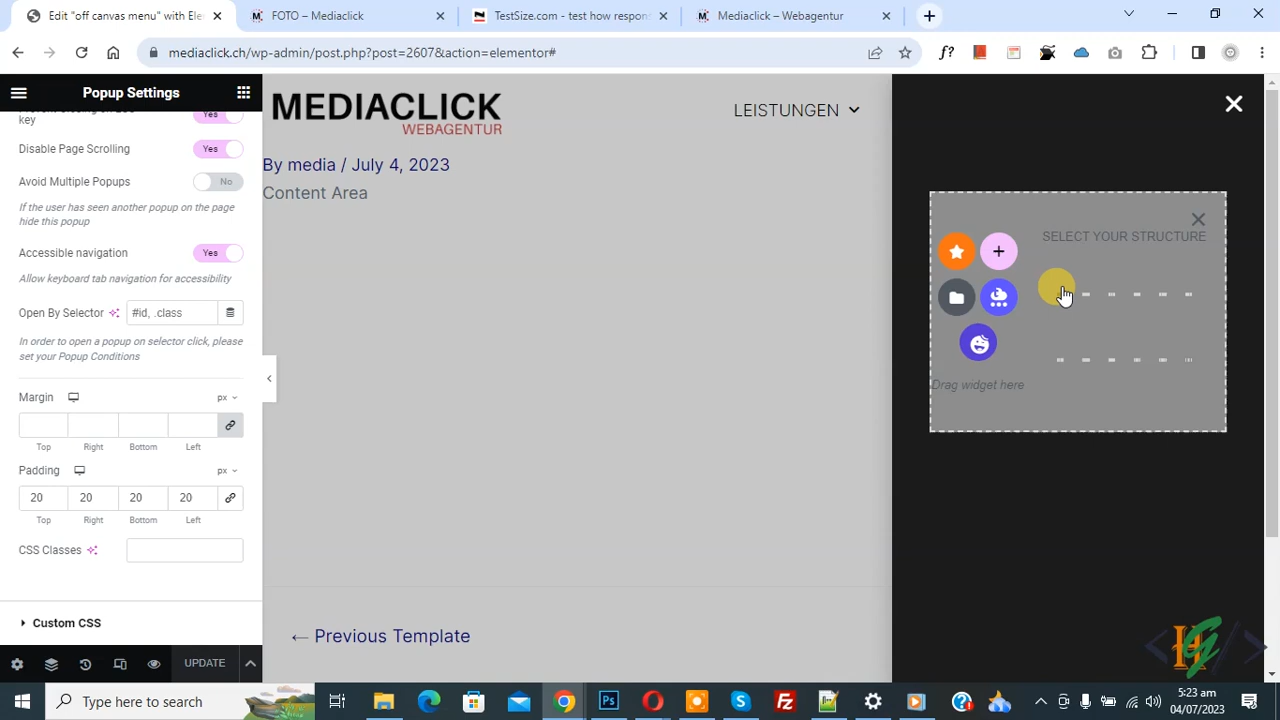 Edit "off canvas menu" with Ele
FOTO – Mediaclick
TestSize.com - test how respons
Mediaclick – Webagentur
mediaclick.ch/wp-admin/post.php?post=2607&action=elementor#
f?
Popup Settings
key
Yes
Disable Page Scrolling
Yes
Avoid Multiple Popups
No
If the user has seen another popup on the page
hide this popup
Accessible navigation
Yes
Allow keyboard tab navigation for accessibility
Open By Selector
#id, .class
In order to open a popup on selector click, please
set your Popup Conditions
Margin
px
Top Right Bottom Left
Padding
px
20 20 20 20
Top Right Bottom Left
CSS Classes
Custom CSS
UPDATE
MEDIACLICK
WEBAGENTUR
LEISTUNGEN
By media / July 4, 2023
Content Area
← Previous Template
SELECT YOUR STRUCTURE
Drag widget here
Type here to search
5:23 am
04/07/2023